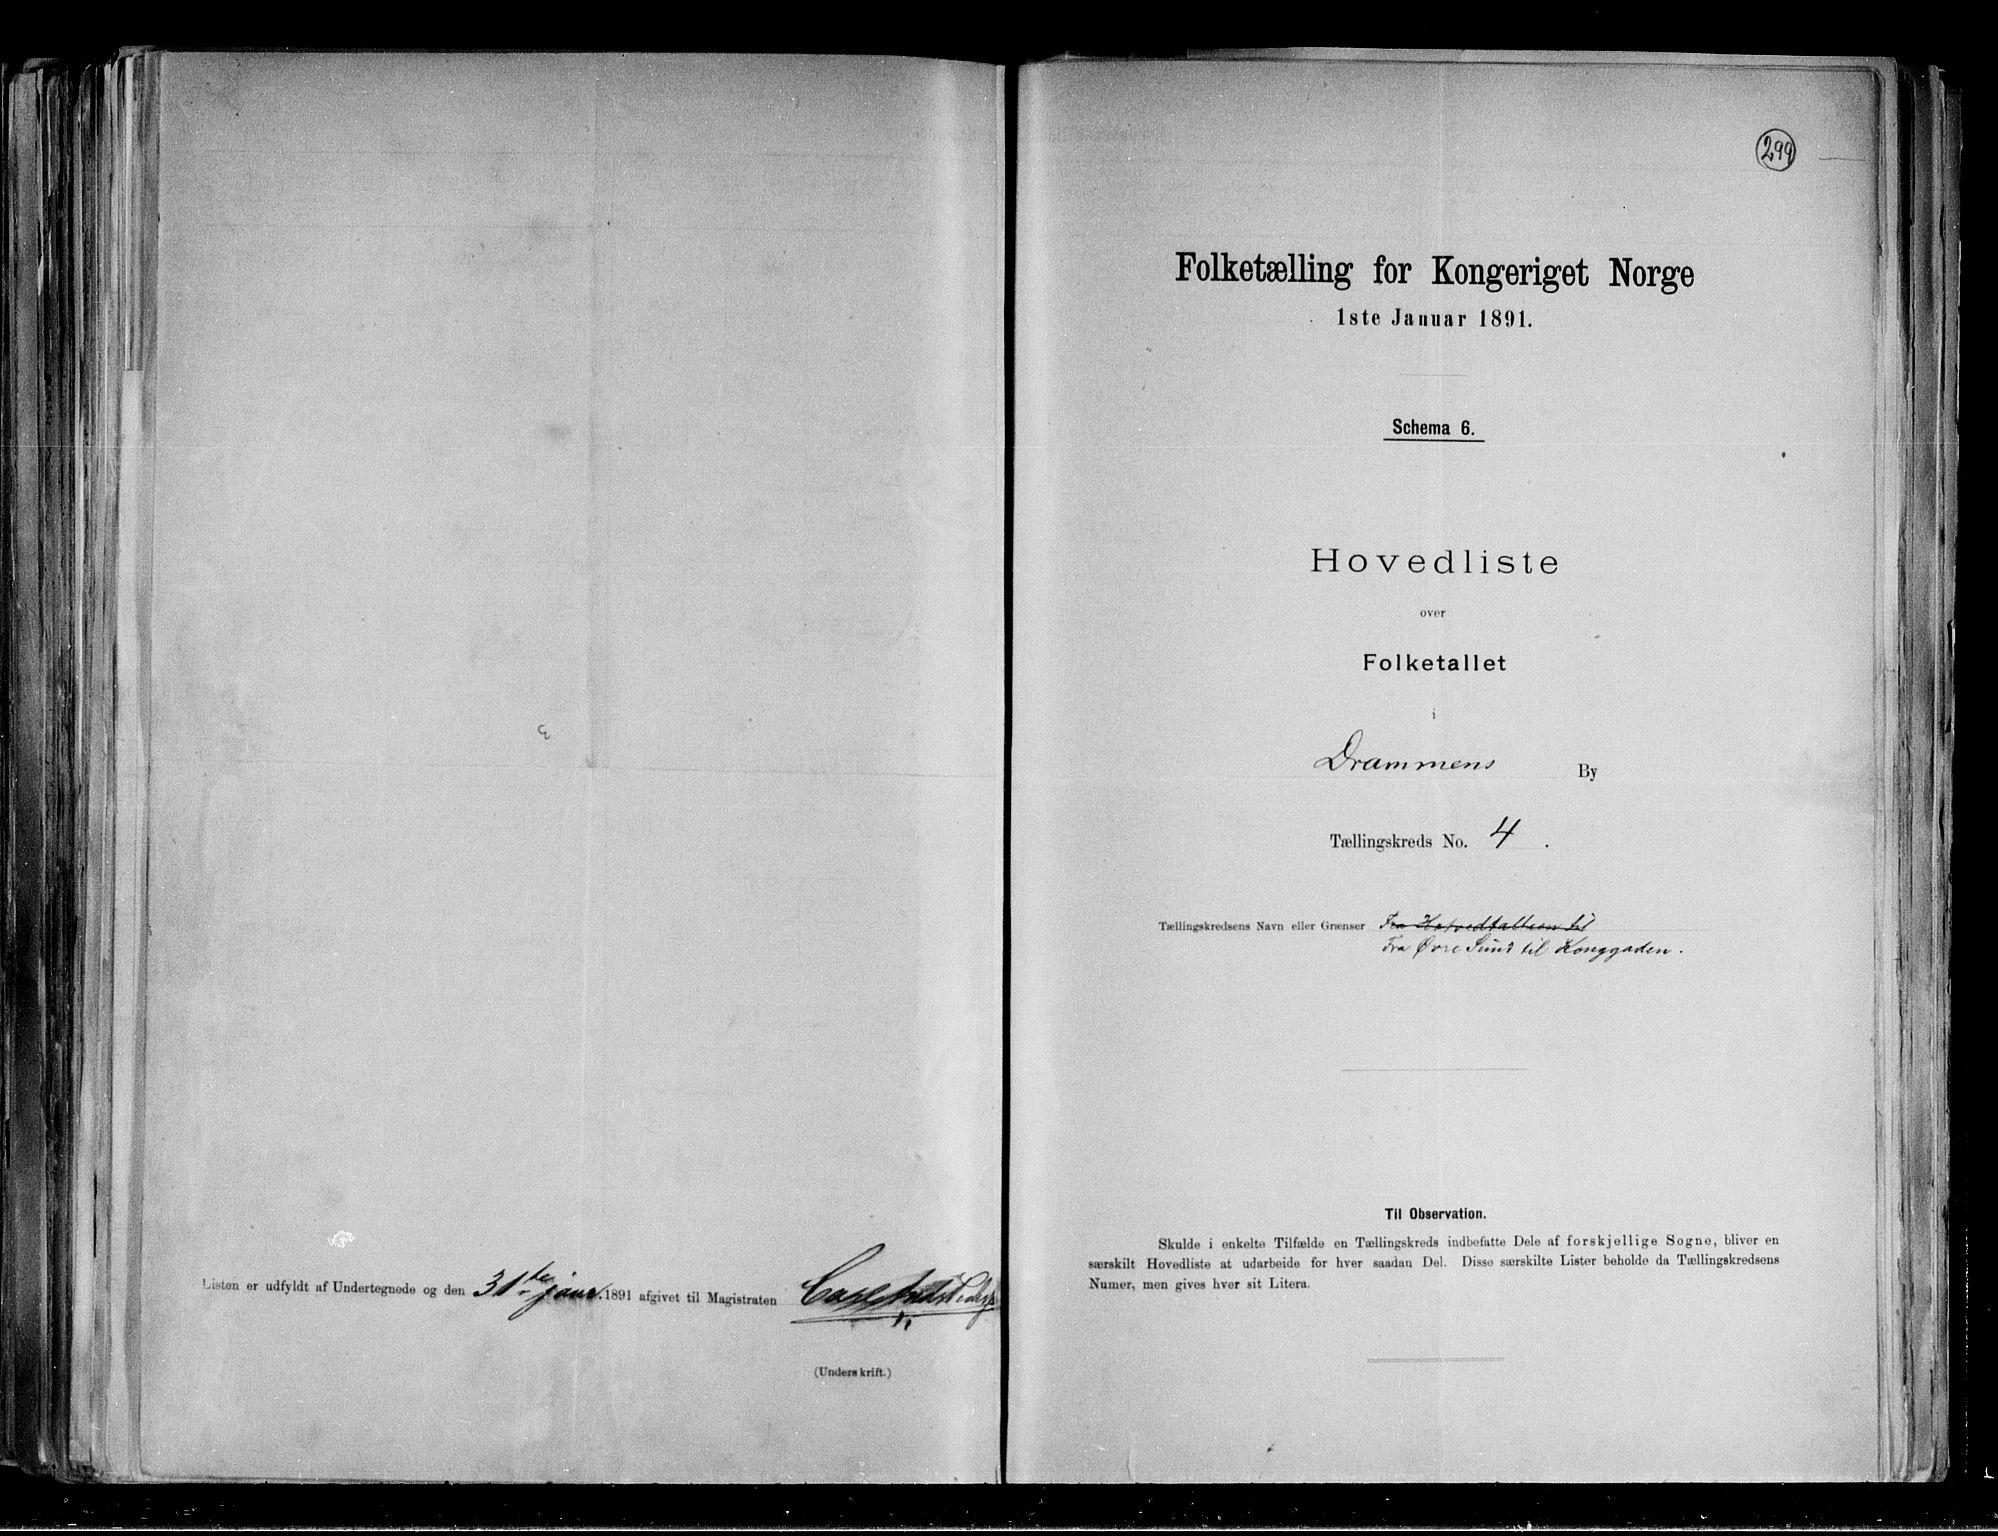 Listen er udfyldt af Undertegnede og den 31te janr. 1891 afgivet til Magistraten
(Underskrift.)
299
Folketælling for Kongeriget Norge
1ste Januar 1891.
Schema 6.
Hovedliste
over
Folketallet
i
Drammens By
Tællingskreds No. 4.
Tællingskredsens Navn eller Grænser Fra til
Fra Øvre Sund til Konggaden.
Til Observation.
Skulde i enkelte Tilfælde en Tællingskreds indbefatte Dele af forskjellige Sogne, bliver en
særskilt Hovedliste at udarbeide for hver saadan Del. Disse særskilte Lister beholde da Tællingskredsens
Numer, men gives hver sit Litera.